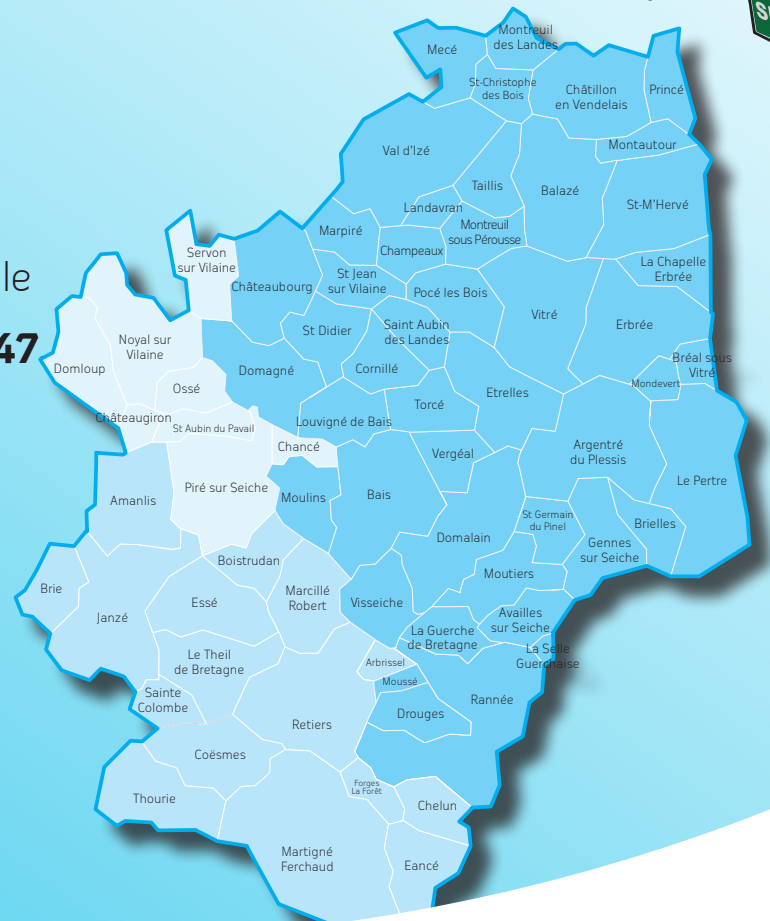 Montreuil
des Landes
Mecé
St-Christophe
des Bois
Châtillon
en Vendelais
Princé
Montautour
Val d'Izé
Taillis
Balazé
St-M'Hervé
Landavran
Marpiré
Montreuil
sous Pérousse
Champeaux
Servon
sur Vilaine
La Chapelle
Erbrée
le
Châteaubourg
St Jean
sur Vilaine
Pocé les Bois
Vitré
Erbrée
St Didier
Saint Aubin
des Landes
47
Noyal sur
Vilaine
Domloup
Domagné
Cornillé
Bréal sous
Vitré
Mondevert
Ossé
Etrelles
Torcé
Châteaugiron
St Aubin du Pavail
Louvigné de Bais
Chancé
Vergéal
Argentré
du Plessis
Le Pertre
Piré sur Seiche
Amanlis
Moulins
Bais
St Germain
du Pinel
Brielles
Domalain
Gennes
sur Seiche
Boistrudan
Moutiers
Brie
Janzé
Essé
Marcillé
Robert
Visseiche
Availles
sur Seiche
La Guerche
de Bretagne
La Selle
Guerchaise
Le Theil
de Bretagne
Arbrissel
Moussé
Sainte
Colombe
Rannée
Drouges
Retiers
Coësmes
Forges
La Forêt
Thourie
Chelun
Martigné
Ferchaud
Eancé